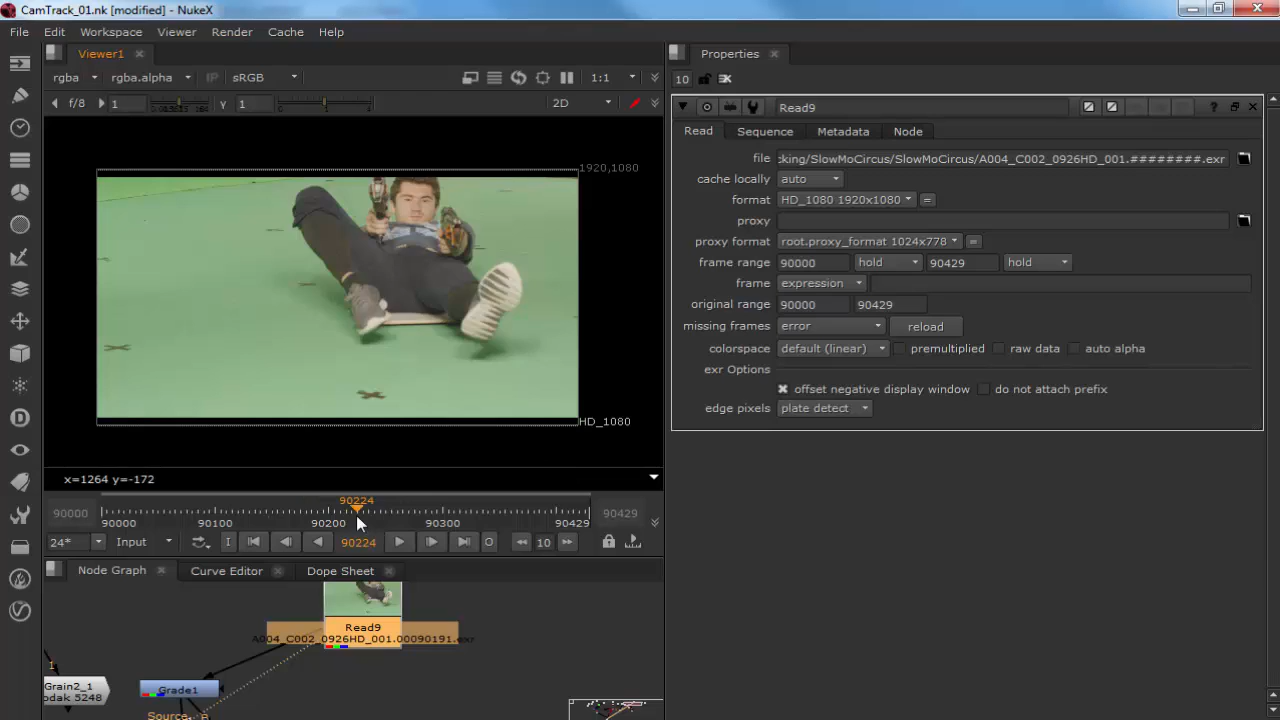 CamTrack_01.nk [modified] - NukeX
File Edit Workspace Viewer Render Cache Help
Viewer1
rgba rgba.alpha IP sRGB 1:1
f/8 1 Y 1 2D
1920,1080
HD_1080
x=1264 y=-172
90224
90000 90000 90100 90200 90300 90429 90429
24* Input I 90224 O 10
Node Graph Curve Editor Dope Sheet
Read9
A004_C002_0926HD_001.00090191.exr
1
Grain2_1
odak 5248
Grade1
Source B
Properties
10
Read9 ?
Read Sequence Metadata Node
file cking/SlowMoCircus/SlowMoCircus/A004_C002_0926HD_001.########.exr
cache locally auto
format HD_1080 1920x1080 =
proxy
proxy format root.proxy_format 1024x778 =
frame range 90000 hold 90429 hold
frame expression
original range 90000 90429
missing frames error reload
colorspace default (linear) premultiplied raw data auto alpha
exr Options
offset negative display window do not attach prefix
edge pixels plate detect